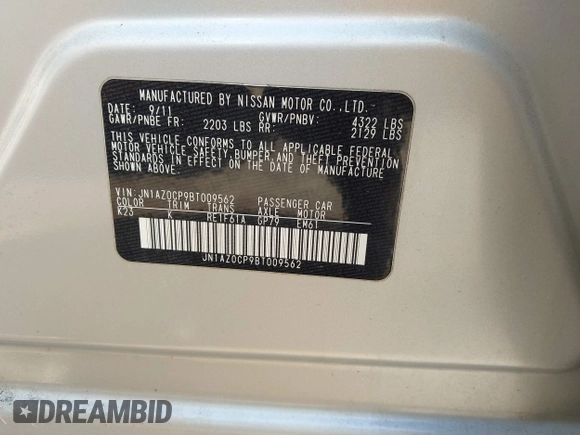 MANUFACTURED BY NISSAN MOTOR CO.,LTD.
DATE: 9/11 GVWR/PNBV: 4322 LBS
GAWR/PNBE FR: 2203 LBS RR: 2129 LBS
THIS VEHICLE CONFORMS TO ALL APPLICABLE FEDERAL
MOTOR VEHICLE SAFETY, BUMPER, AND THEFT PREVENTION
STANDARDS IN EFFECT ON THE DATE OF MANUFACTURE
SHOWN ABOVE.
VIN: JN1AZ0CP9BT009562 PASSENGER CAR
COLOR TRIM TRANS AXLE MOTOR
K23 K RE1F61A GP79 EM61
JN1AZ0CP9BT009562
DREAMBID